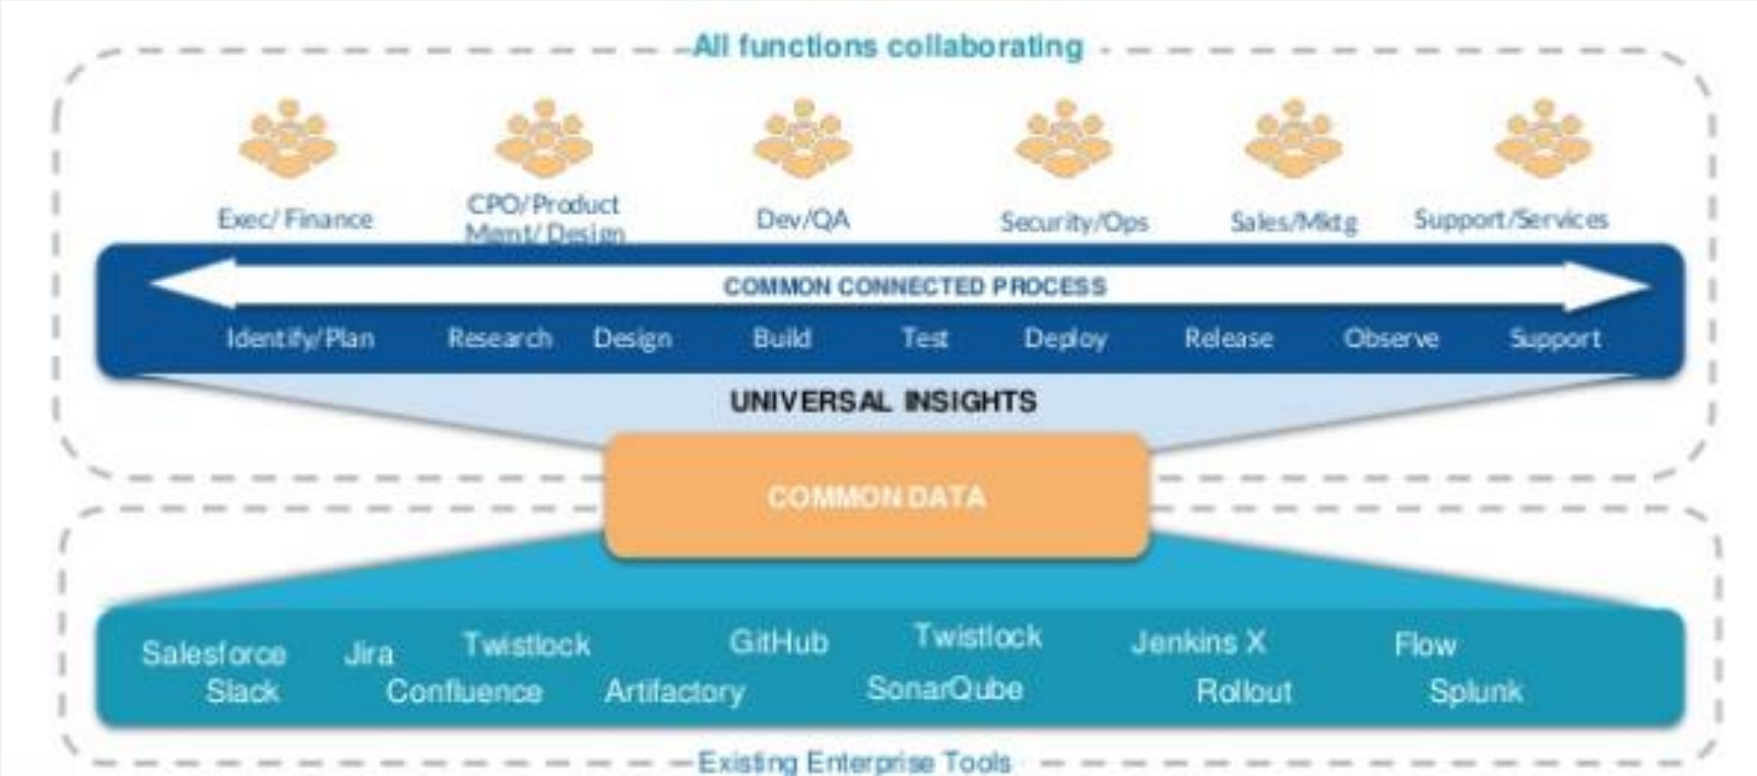 All functions collaborating
Exec/ Finance
CPO/Product
Mgmt/Design
Dev/QA
Security/Ops
Sales/Mktg
Support/Services
COMMON CONNECTED PROCESS
Identify/Plan
Research
Design
Build
Test
Deploy
Release
Observe
Support
UNIVERSAL INSIGHTS
COMMON DATA
Salesforce
Jira
Twistlock
GitHub
Twistlock
Jenkins X
Flow
Slack
Confluence
Artifactory
SonarQube
Rollout
Splunk
Existing Enterprise Tools